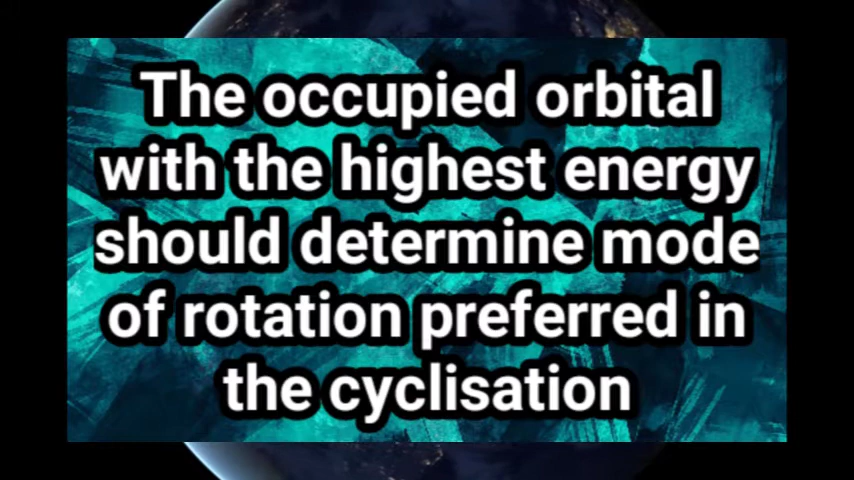 The occupied orbital
with the highest energy
should determine mode
of rotation preferred in
the cyclisation